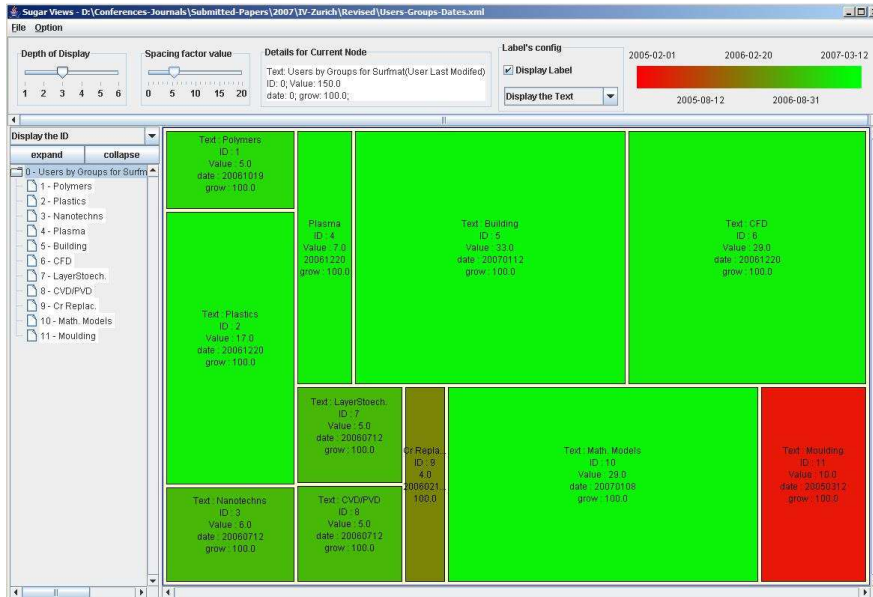 Sugar Views - D:\Conferences-Journals\Submitted-Papers\2007\IV-Zurich\Revised\Users-Groups-Dates.xml
File Option
Depth of Display
1 2 3 4 5 6
Spacing factor value
0 5 10 15 20
Details for Current Node
Text: Users by Groups for Surfmat(User Last Modifed)
ID: 0; Value: 150.0
date: 0; grow: 100.0;
Label's config
Display Label
Display the Text
2005-02-01 2006-02-20 2007-03-12
2005-08-12 2006-08-31
Display the ID
expand collapse
0 - Users by Groups for Surfm
1 - Polymers
2 - Plastics
3 - Nanotechns
4 - Plasma
5 - Building
6 - CFD
7 - LayerStoech.
8 - CVD/PVD
9 - Cr Replac.
10 - Math. Models
11 - Moulding
Text : Polymers
ID : 1
Value : 5.0
date : 20061019
grow : 100.0
Text : Plastics
ID : 2
Value : 17.0
date : 20061220
grow : 100.0
Text : Nanotechns
ID : 3
Value : 6.0
date : 20060712
grow : 100.0
Plasma
ID : 4
Value : 7.0
20061220
grow : 100.0
Text : Building
ID : 5
Value : 33.0
date : 20070112
grow : 100.0
Text : CFD
ID : 6
Value : 29.0
date : 20061220
grow : 100.0
Text : LayerStoech.
ID : 7
Value : 5.0
date : 20060712
grow : 100.0
Text : CVD/PVD
ID : 8
Value : 5.0
date : 20060712
grow : 100.0
Cr Repla...
ID : 9
4.0
2006021...
100.0
Text : Math. Models
ID : 10
Value : 29.0
date : 20070108
grow : 100.0
Text : Moulding
ID : 11
Value : 10.0
date : 20050312
grow : 100.0